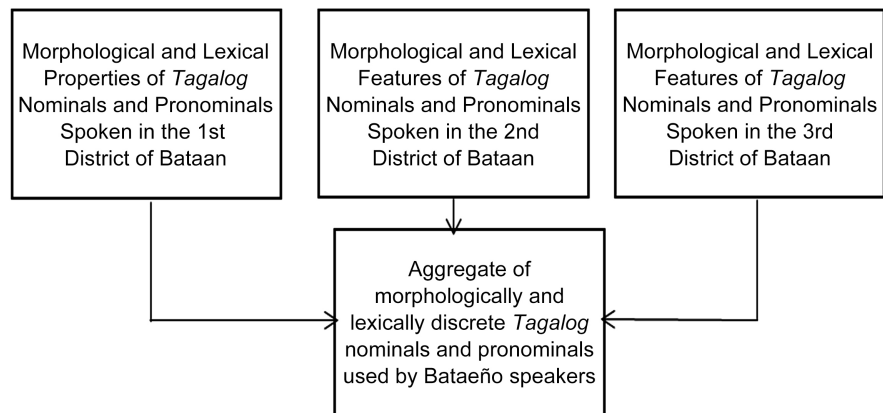 Morphological and Lexical
Properties of Tagalog
Nominals and Pronominals
Spoken in the 1st
District of Bataan
Morphological and Lexical
Features of Tagalog
Nominals and Pronominals
Spoken in the 2nd
District of Bataan
Morphological and Lexical
Features of Tagalog
Nominals and Pronominals
Spoken in the 3rd
District of Bataan
Aggregate of
morphologically and
lexically discrete Tagalog
nominals and pronominals
used by Bataeño speakers